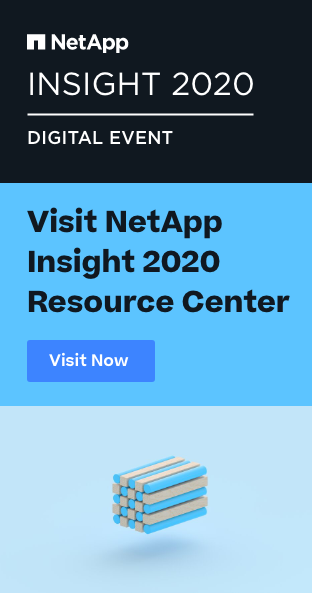 NetApp
INSIGHT 2020
DIGITAL EVENT
Visit NetApp
Insight 2020
Resource Center
Visit Now